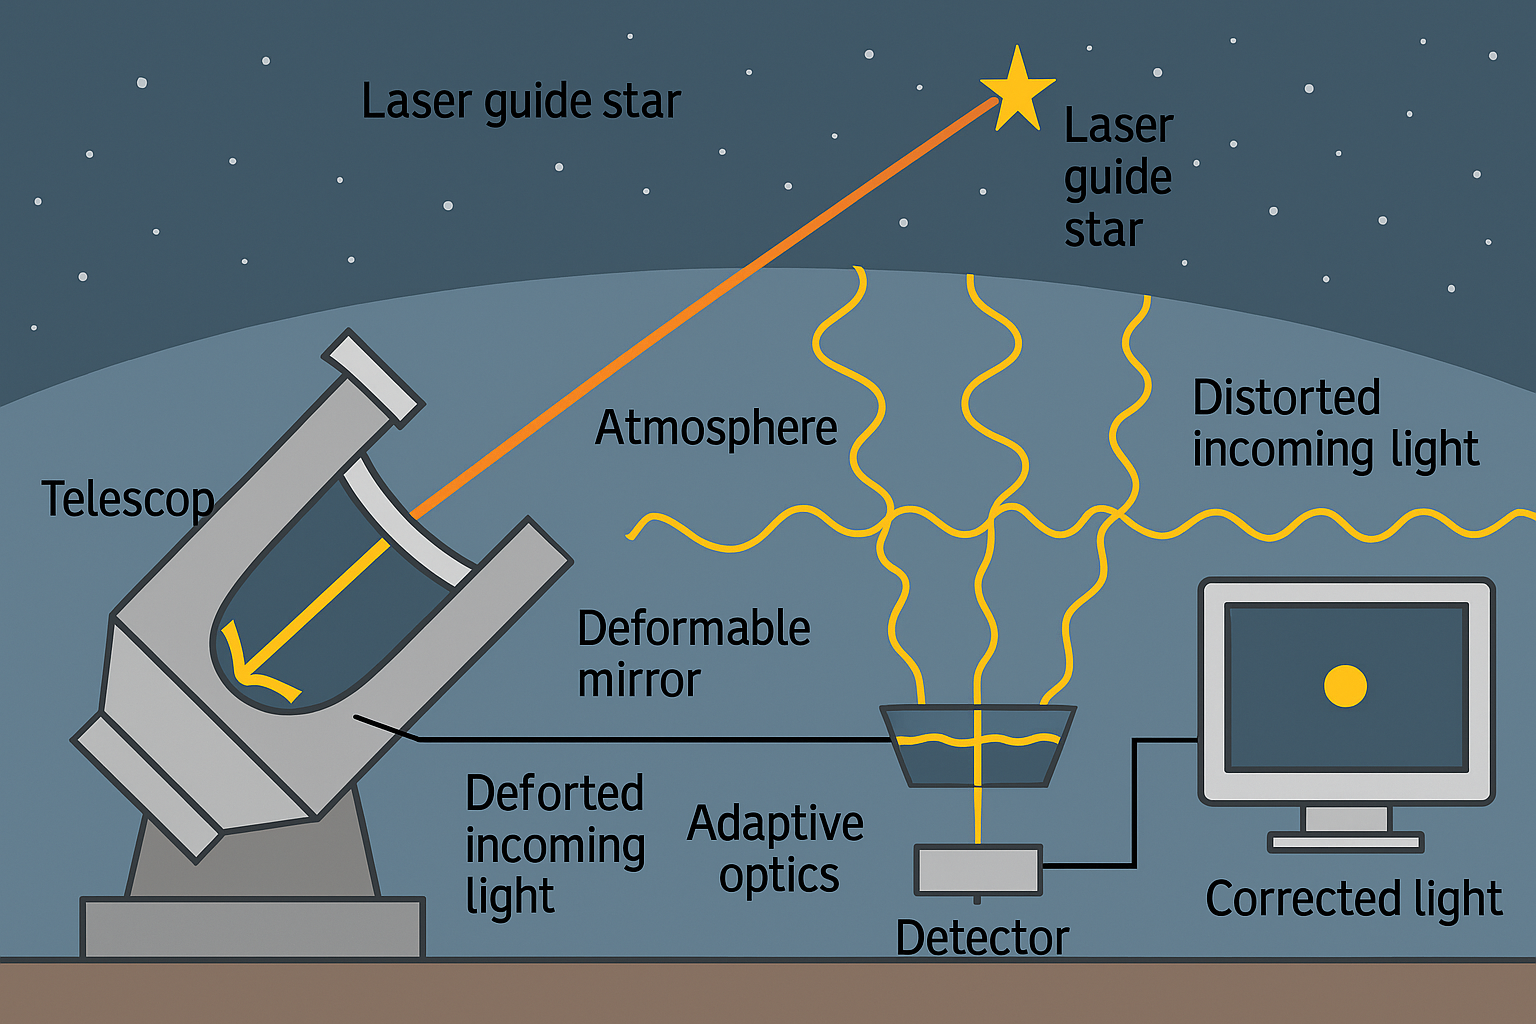 Laser guide star
Laser
guide
star
Distorted
incoming light
Atmosphere
Telescop
Deformable
mirror
Deforted
incoming
light
Adaptive
optics
Corrected light
Detector